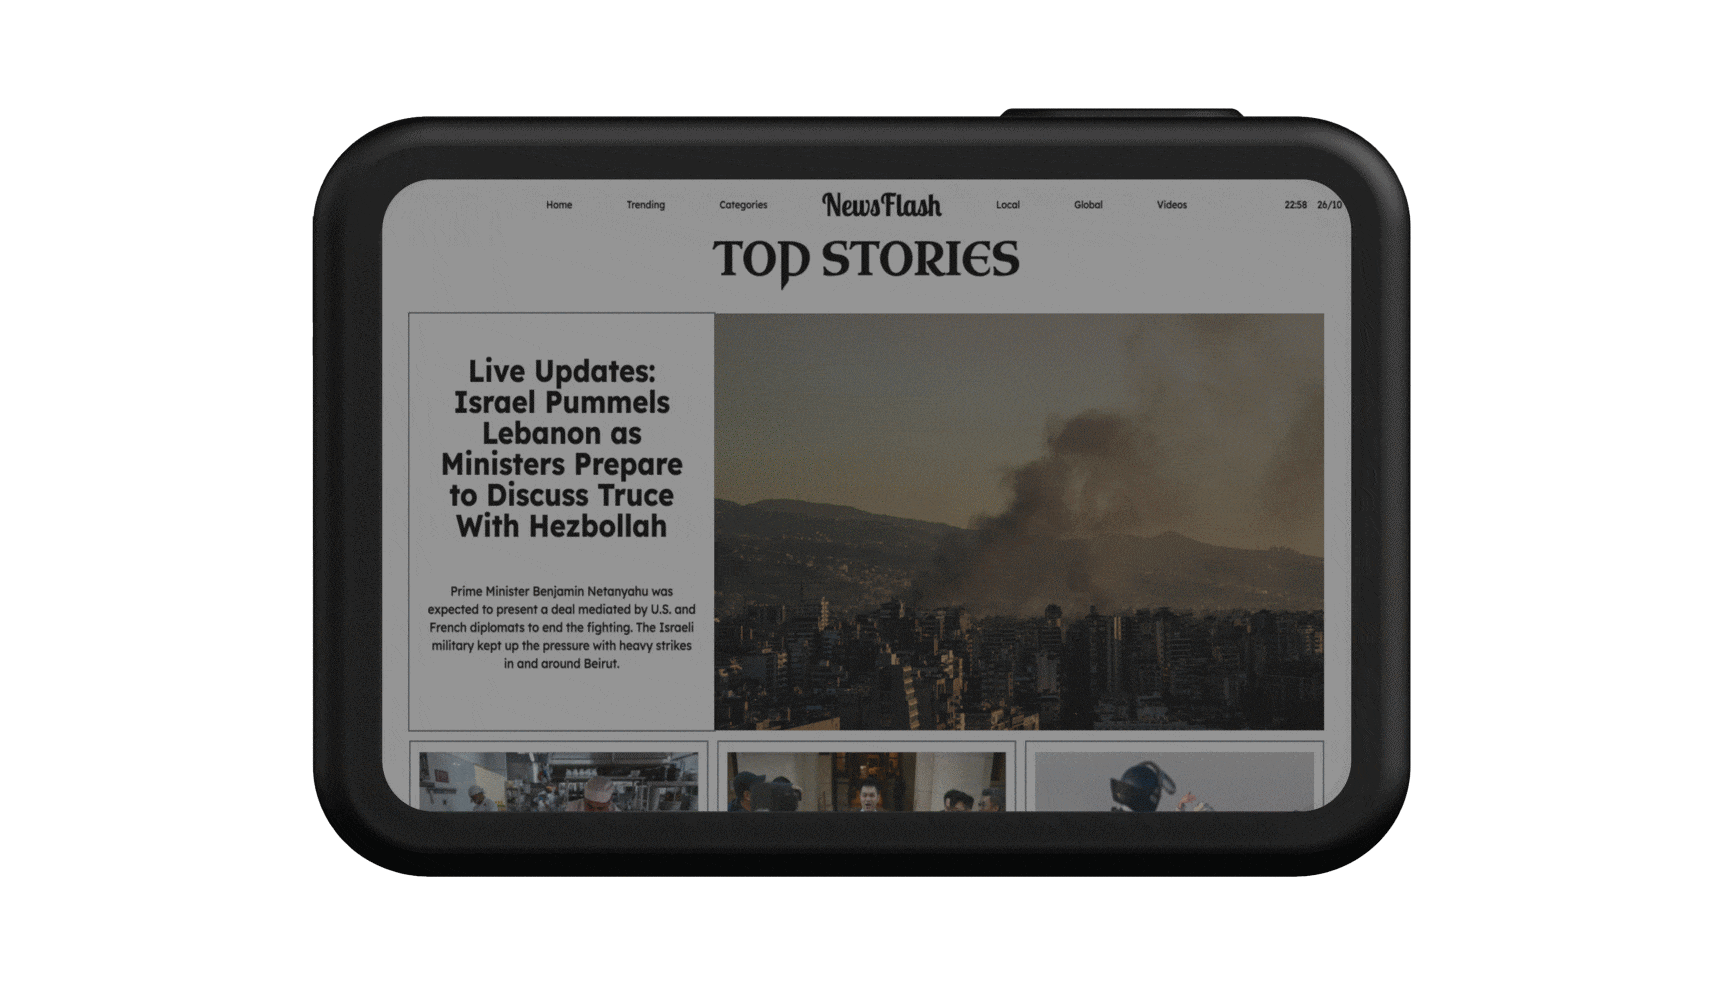 Home Trending Categories NewsFlash Local Global Videos 22:58 26/10
TOP STORIES
Live Updates:
Israel Pummels
Lebanon as
Ministers Prepare
to Discuss Truce
With Hezbollah
Prime Minister Benjamin Netanyahu was
expected to present a deal mediated by U.S. and
French diplomats to end the fighting. The Israeli
military kept up the pressure with heavy strikes
in and around Beirut.